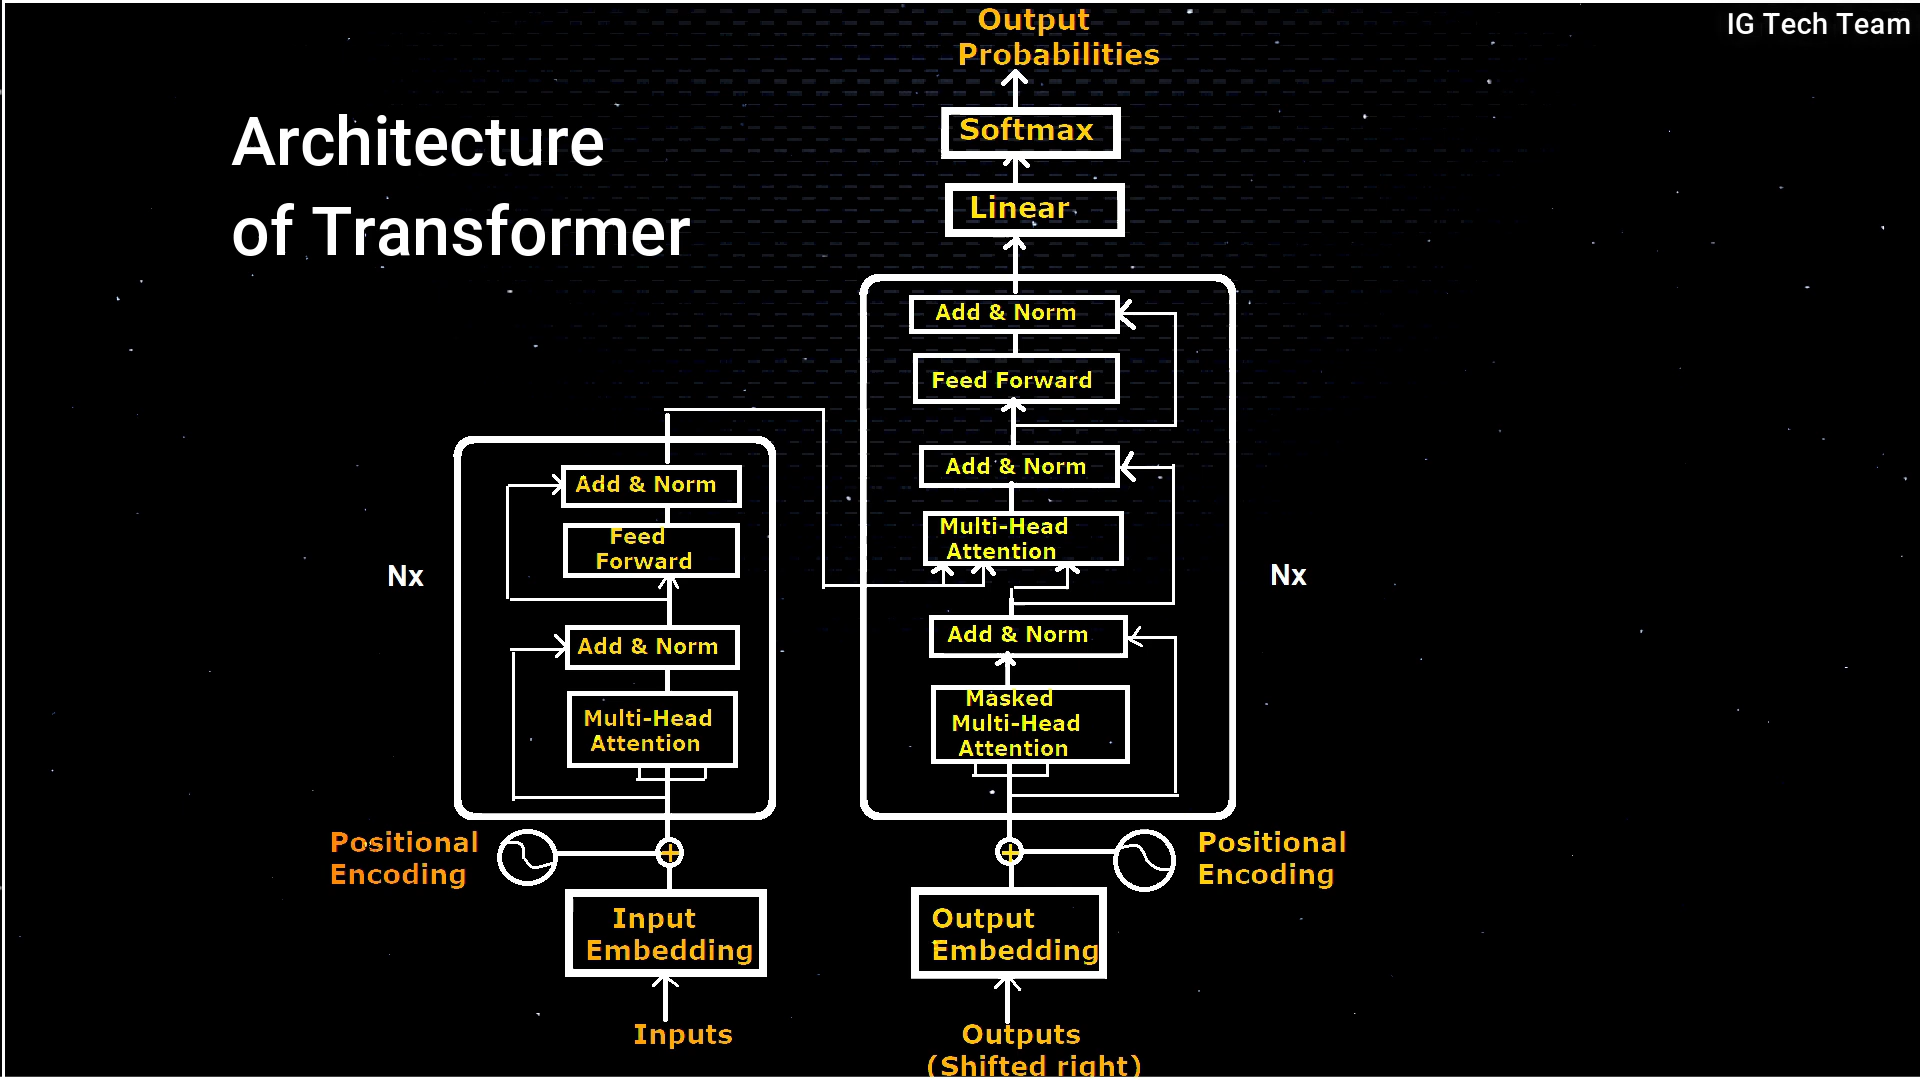 IG Tech Team
Architecture
of Transformer
Output
Probabilities
Softmax
Linear
Add & Norm
Feed Forward
Add & Norm
Multi-Head
Attention
Add & Norm
Masked
Multi-Head
Attention
Nx
Add & Norm
Feed
Forward
Add & Norm
Multi-Head
Attention
Nx
Positional
Encoding
Positional
Encoding
Input
Embedding
Output
Embedding
Inputs
Outputs
(Shifted right)